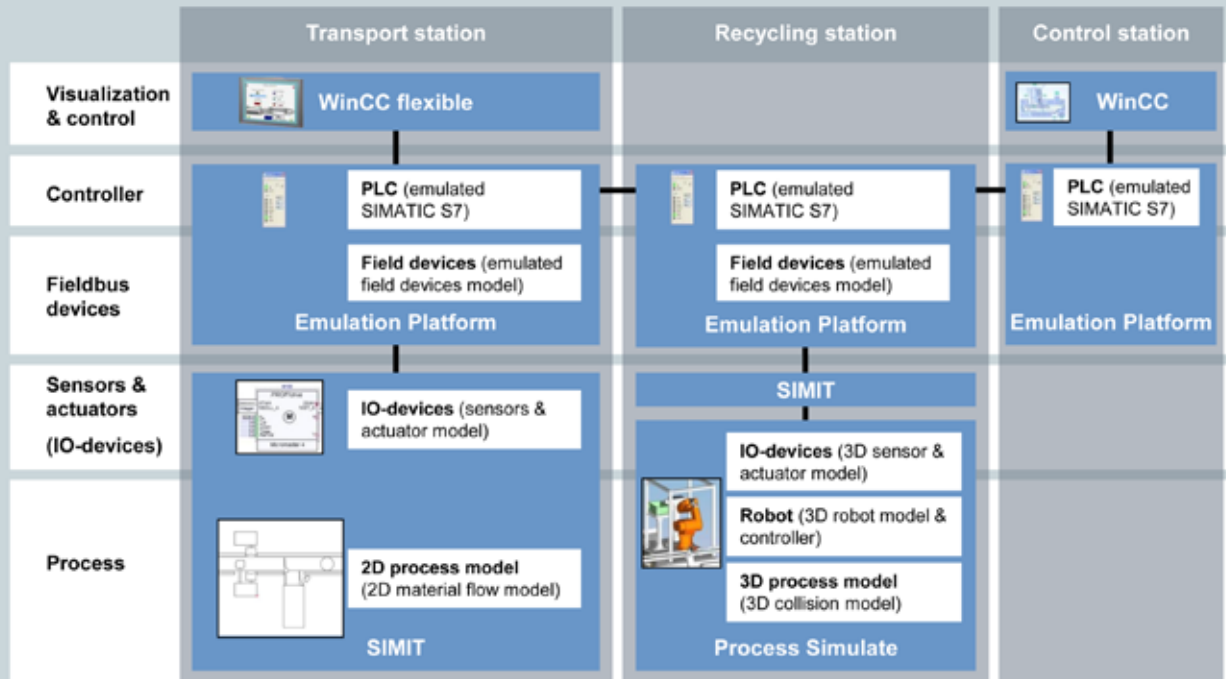 Transport station
Recycling station
Control station
Visualization
& control
WinCC flexible
WinCC
Controller
PLC (emulated
SIMATIC S7)
PLC (emulated
SIMATIC S7)
PLC (emulated
SIMATIC S7)
Fieldbus
devices
Field devices (emulated
field devices model)
Field devices (emulated
field devices model)
Emulation Platform
Emulation Platform
Emulation Platform
Sensors &
actuators
(IO-devices)
IO-devices (sensors &
actuator model)
SIMIT
IO-devices (3D sensor &
actuator model)
Process
Robot (3D robot model &
controller)
2D process model
(2D material flow model)
3D process model
(3D collision model)
SIMIT
Process Simulate